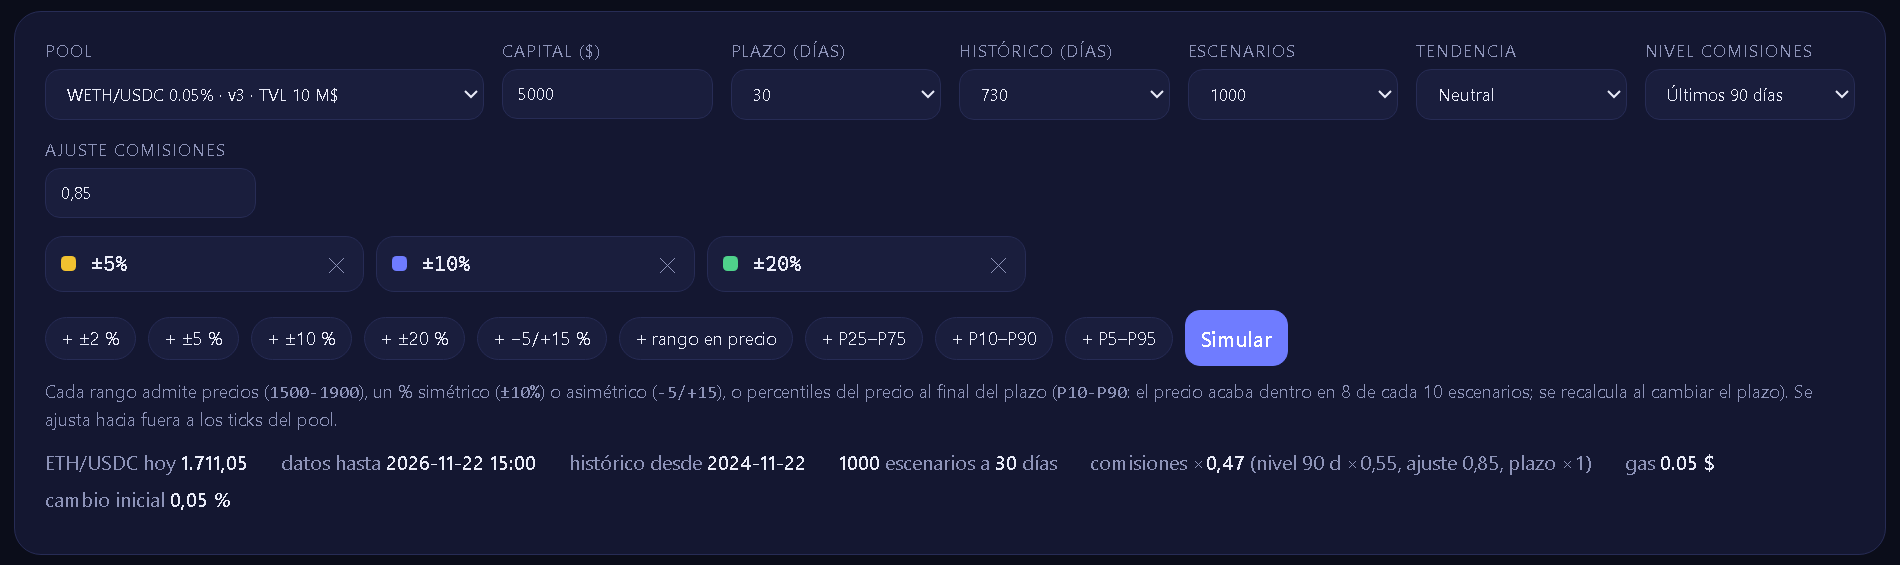 POOL CAPITAL ($) PLAZO (DÍAS) HISTÓRICO (DÍAS) ESCENARIOS TENDENCIA NIVEL COMISIONES
WETH/USDC 0.05% · v3 · TVL 10 M$ 5000 30 730 1000 Neutral Últimos 90 días
AJUSTE COMISIONES
0,85
±5% ±10% ±20%
+ ±2 % + ±5 % + ±10 % + ±20 % + −5/+15 % + rango en precio + P25–P75 + P10–P90 + P5–P95 Simular
Cada rango admite precios (1500-1900), un % simétrico (±10%) o asimétrico (-5/+15), o percentiles del precio al final del plazo (P10-P90: el precio acaba dentro en 8 de cada 10 escenarios; se recalcula al cambiar el plazo). Se
ajusta hacia fuera a los ticks del pool.
ETH/USDC hoy 1.711,05 datos hasta 2026-11-22 15:00 histórico desde 2024-11-22 1000 escenarios a 30 días comisiones ×0,47 (nivel 90 d ×0,55, ajuste 0,85, plazo ×1) gas 0.05 $
cambio inicial 0,05 %